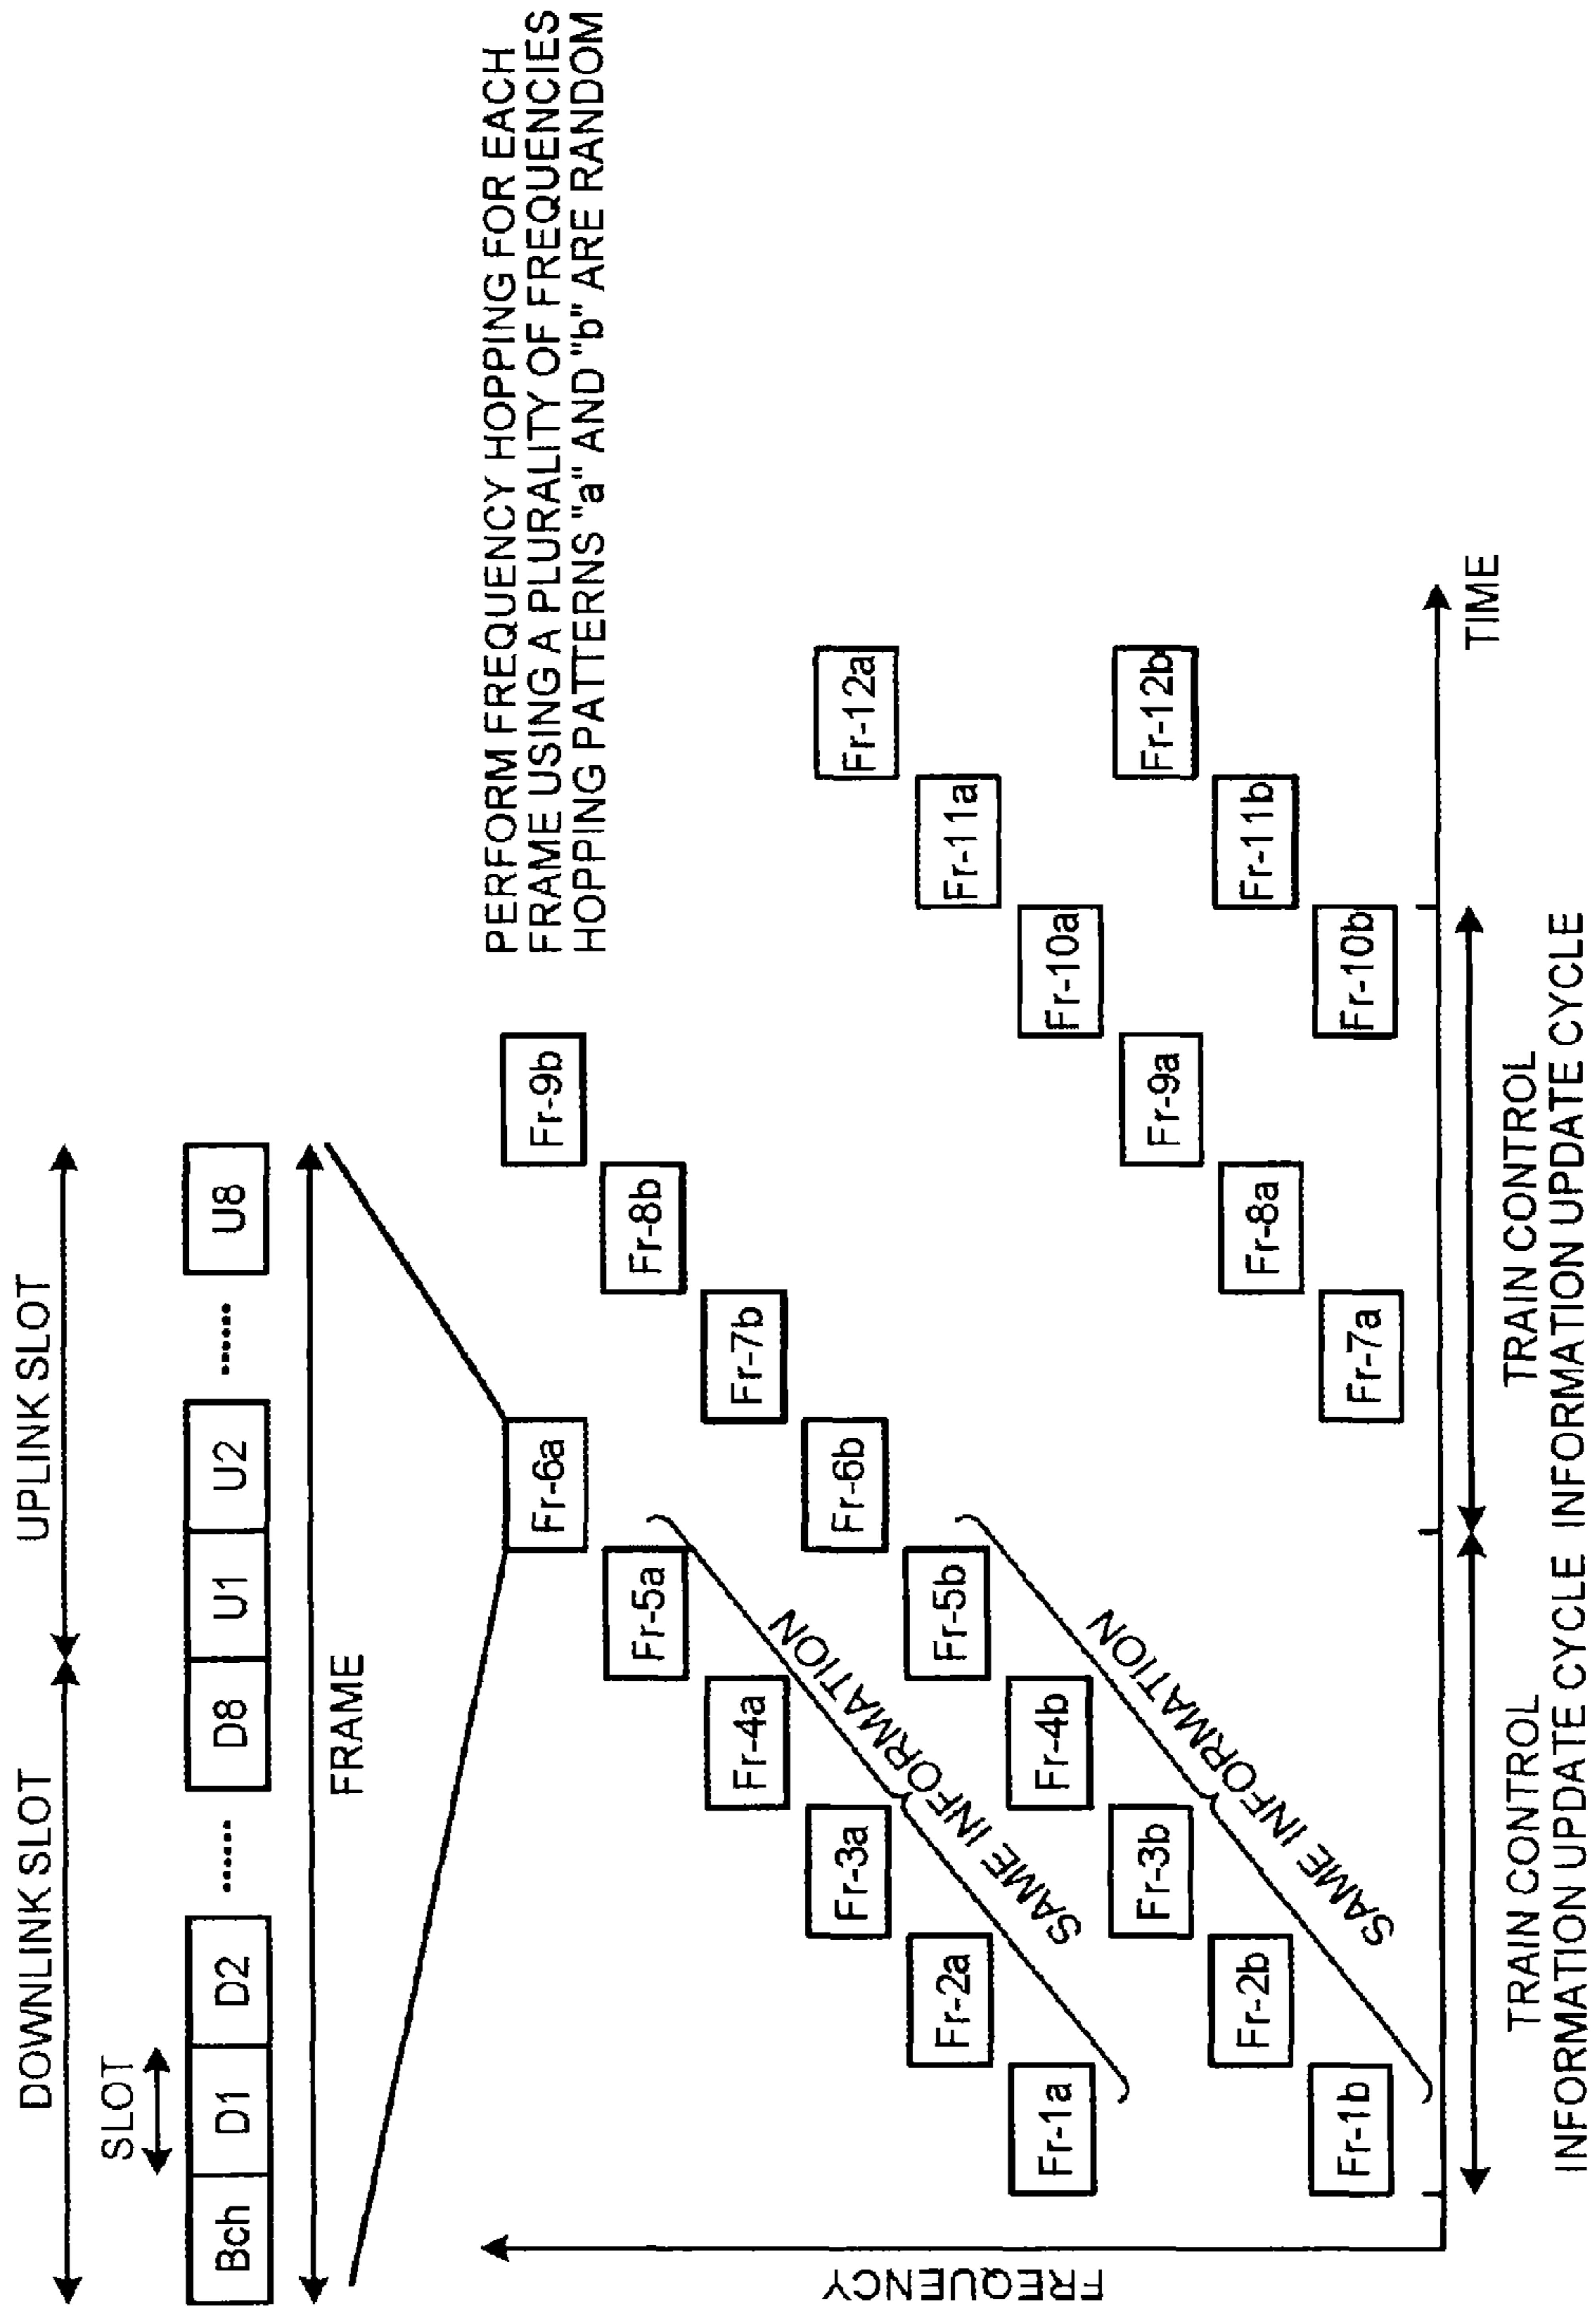 DOWNLINK SLOT
UPLINK SLOT
SLOT
Bch D1 D2 ...... D8 U1 U2 ...... U8
FRAME
PERFORM FREQUENCY HOPPING FOR EACH
FRAME USING A PLURALITY OF FREQUENCIES
HOPPING PATTERNS "a" AND "b" ARE RANDOM
FREQUENCY
Fr-6a
Fr-9b
Fr-5a
Fr-8b
Fr-4a
Fr-7b
Fr-3a
Fr-6b
Fr-12a
Fr-2a
Fr-5b
Fr-11a
Fr-1a
Fr-4b
Fr-10a
SAME INFORMATION
Fr-3b
Fr-9a
Fr-12b
Fr-2b
Fr-8a
Fr-11b
Fr-1b
Fr-7a
Fr-10b
SAME INFORMATION
TIME
TRAIN CONTROL
INFORMATION UPDATE CYCLE
TRAIN CONTROL
INFORMATION UPDATE CYCLE